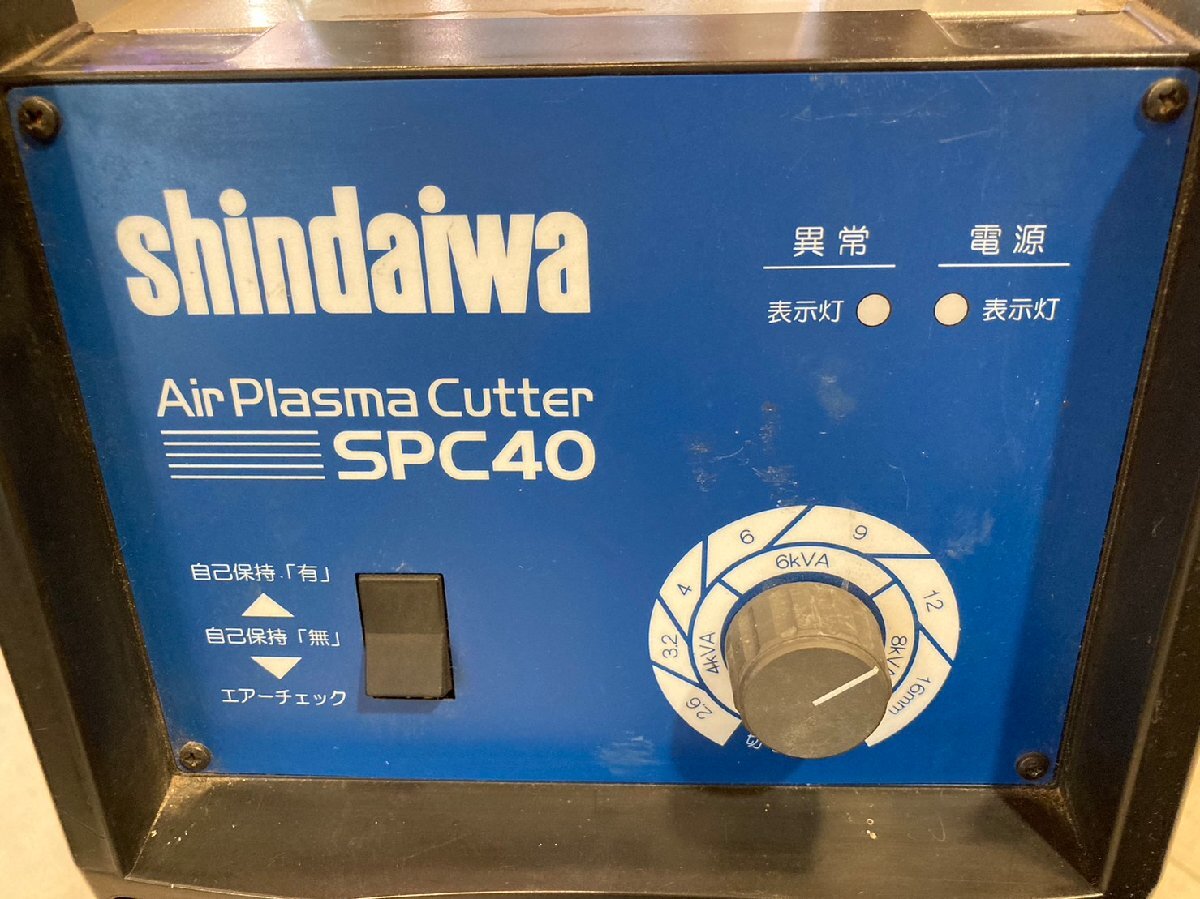 shindaiwa
Air Plasma Cutter
SPC40
異常
表示灯
電源
表示灯
自己保持「有」
自己保持「無」
エアーチェック
2.6
3.2
4
6
9
12
16mm
4kVA
6kVA
8kVA
切